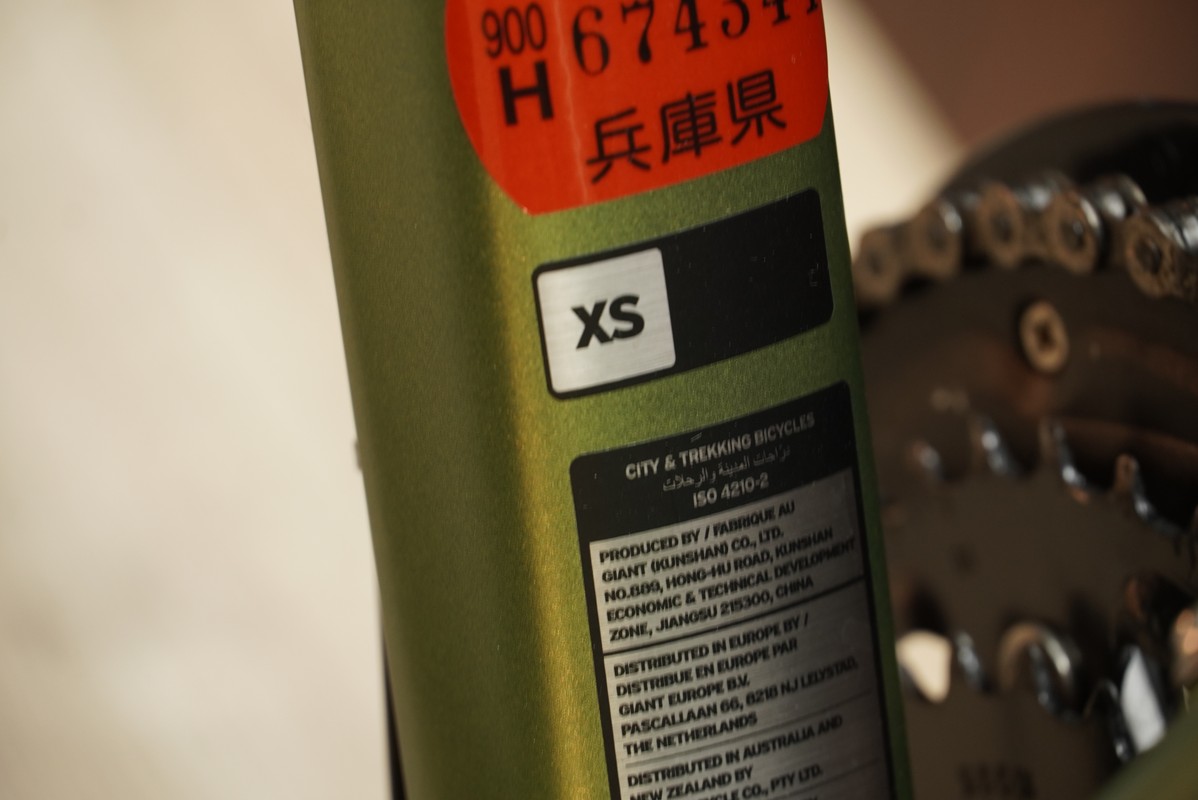 900
H
67434
兵庫県
XS
CITY & TREKKING BICYCLES
دراجات المدينة والرحلات
ISO 4210-2
PRODUCED BY / FABRIQUE AU
GIANT (KUNSHAN) CO., LTD.
NO.889, HONG-HU ROAD, KUNSHAN
ECONOMIC & TECHNICAL DEVELOPMENT
ZONE, JIANGSU 215300, CHINA
DISTRIBUTED IN EUROPE BY /
DISTRIBUE EN EUROPE PAR
GIANT EUROPE B.V.
PASCALLAAN 66, 8218 NJ LELYSTAD,
THE NETHERLANDS
DISTRIBUTED IN AUSTRALIA AND
NEW ZEALAND BY
CO., PTY LTD.